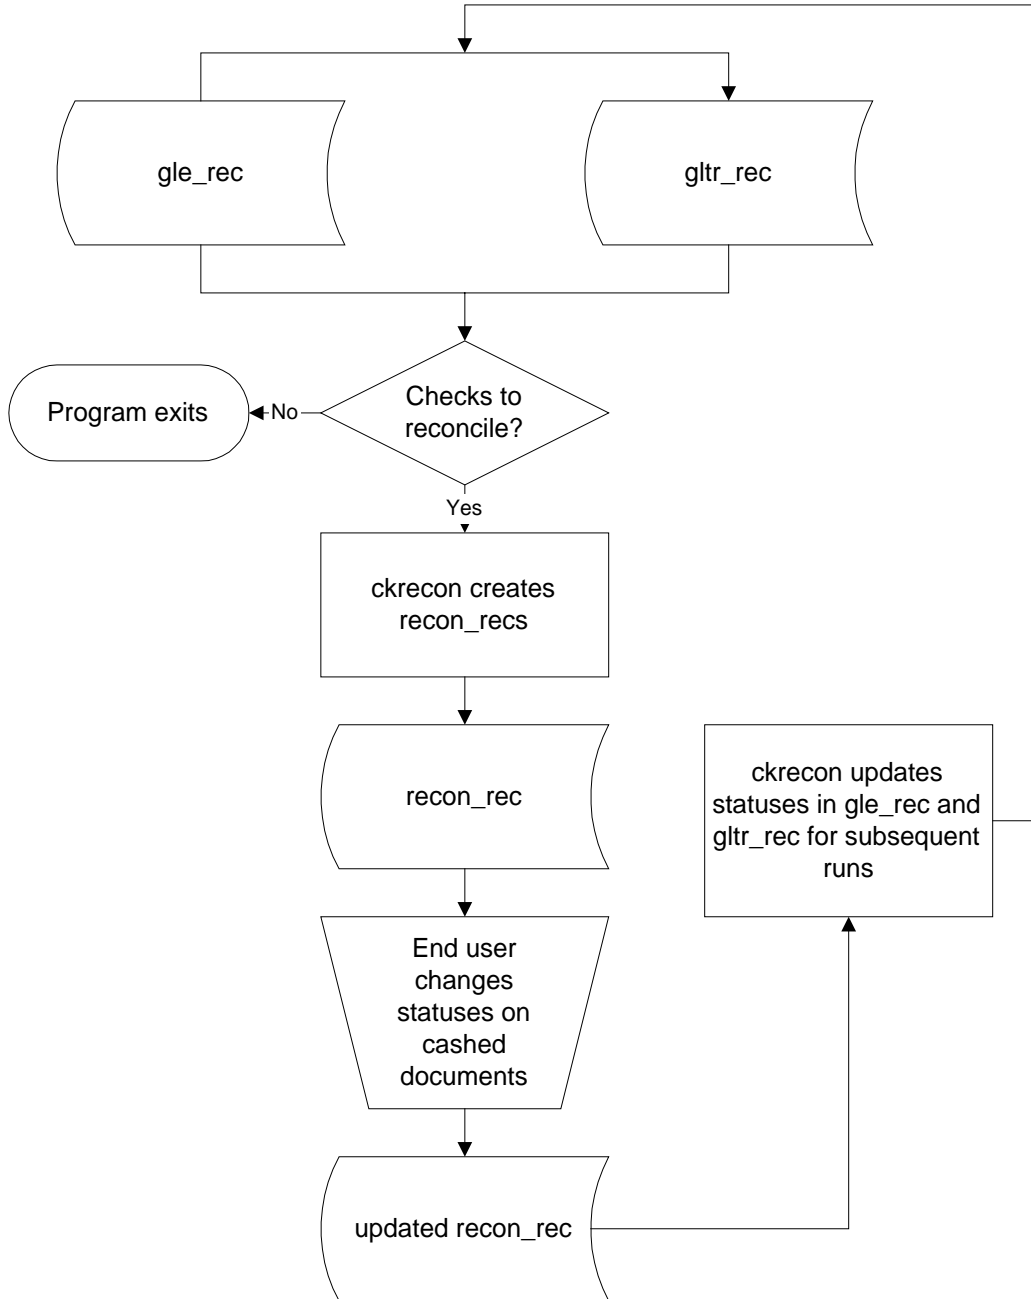 gle_rec
gltr_rec
Checks to
reconcile?
Program exits
No
Yes
ckrecon creates
recon_recs
recon_rec
ckrecon updates
statuses in gle_rec and
gltr_rec for subsequent
runs
End user
changes
statuses on
cashed
documents
updated recon_rec